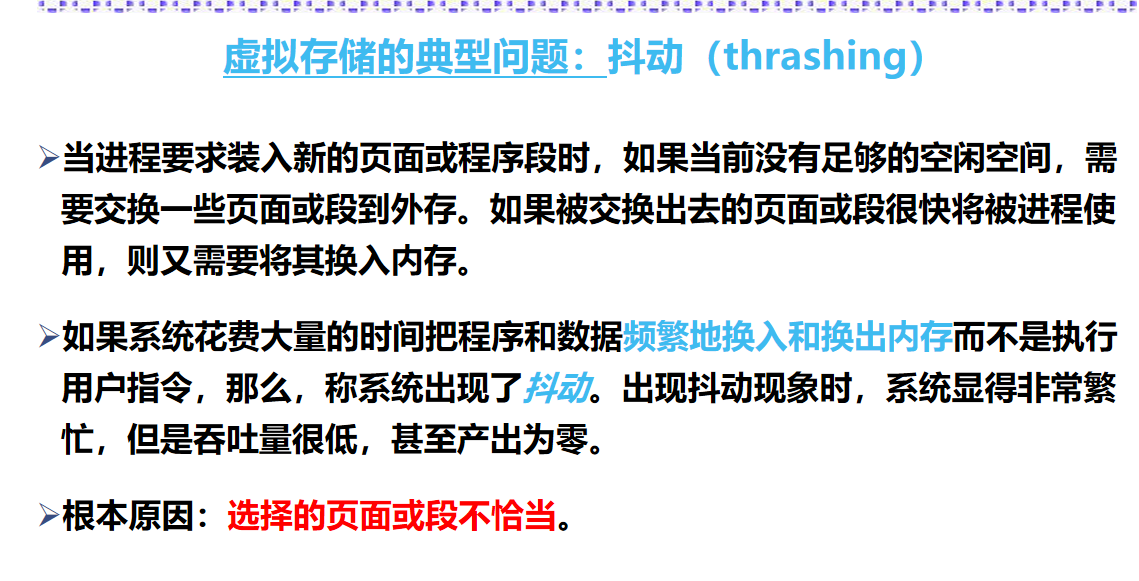 虚拟存储的典型问题：抖动（thrashing）
当进程要求装入新的页面或程序段时，如果当前没有足够的空闲空间，需
要交换一些页面或段到外存。如果被交换出去的页面或段很快将被进程使
用，则又需要将其换入内存。
如果系统花费大量的时间把程序和数据频繁地换入和换出内存而不是执行
用户指令，那么，称系统出现了抖动。出现抖动现象时，系统显得非常繁
忙，但是吞吐量很低，甚至产出为零。
根本原因：选择的页面或段不恰当。